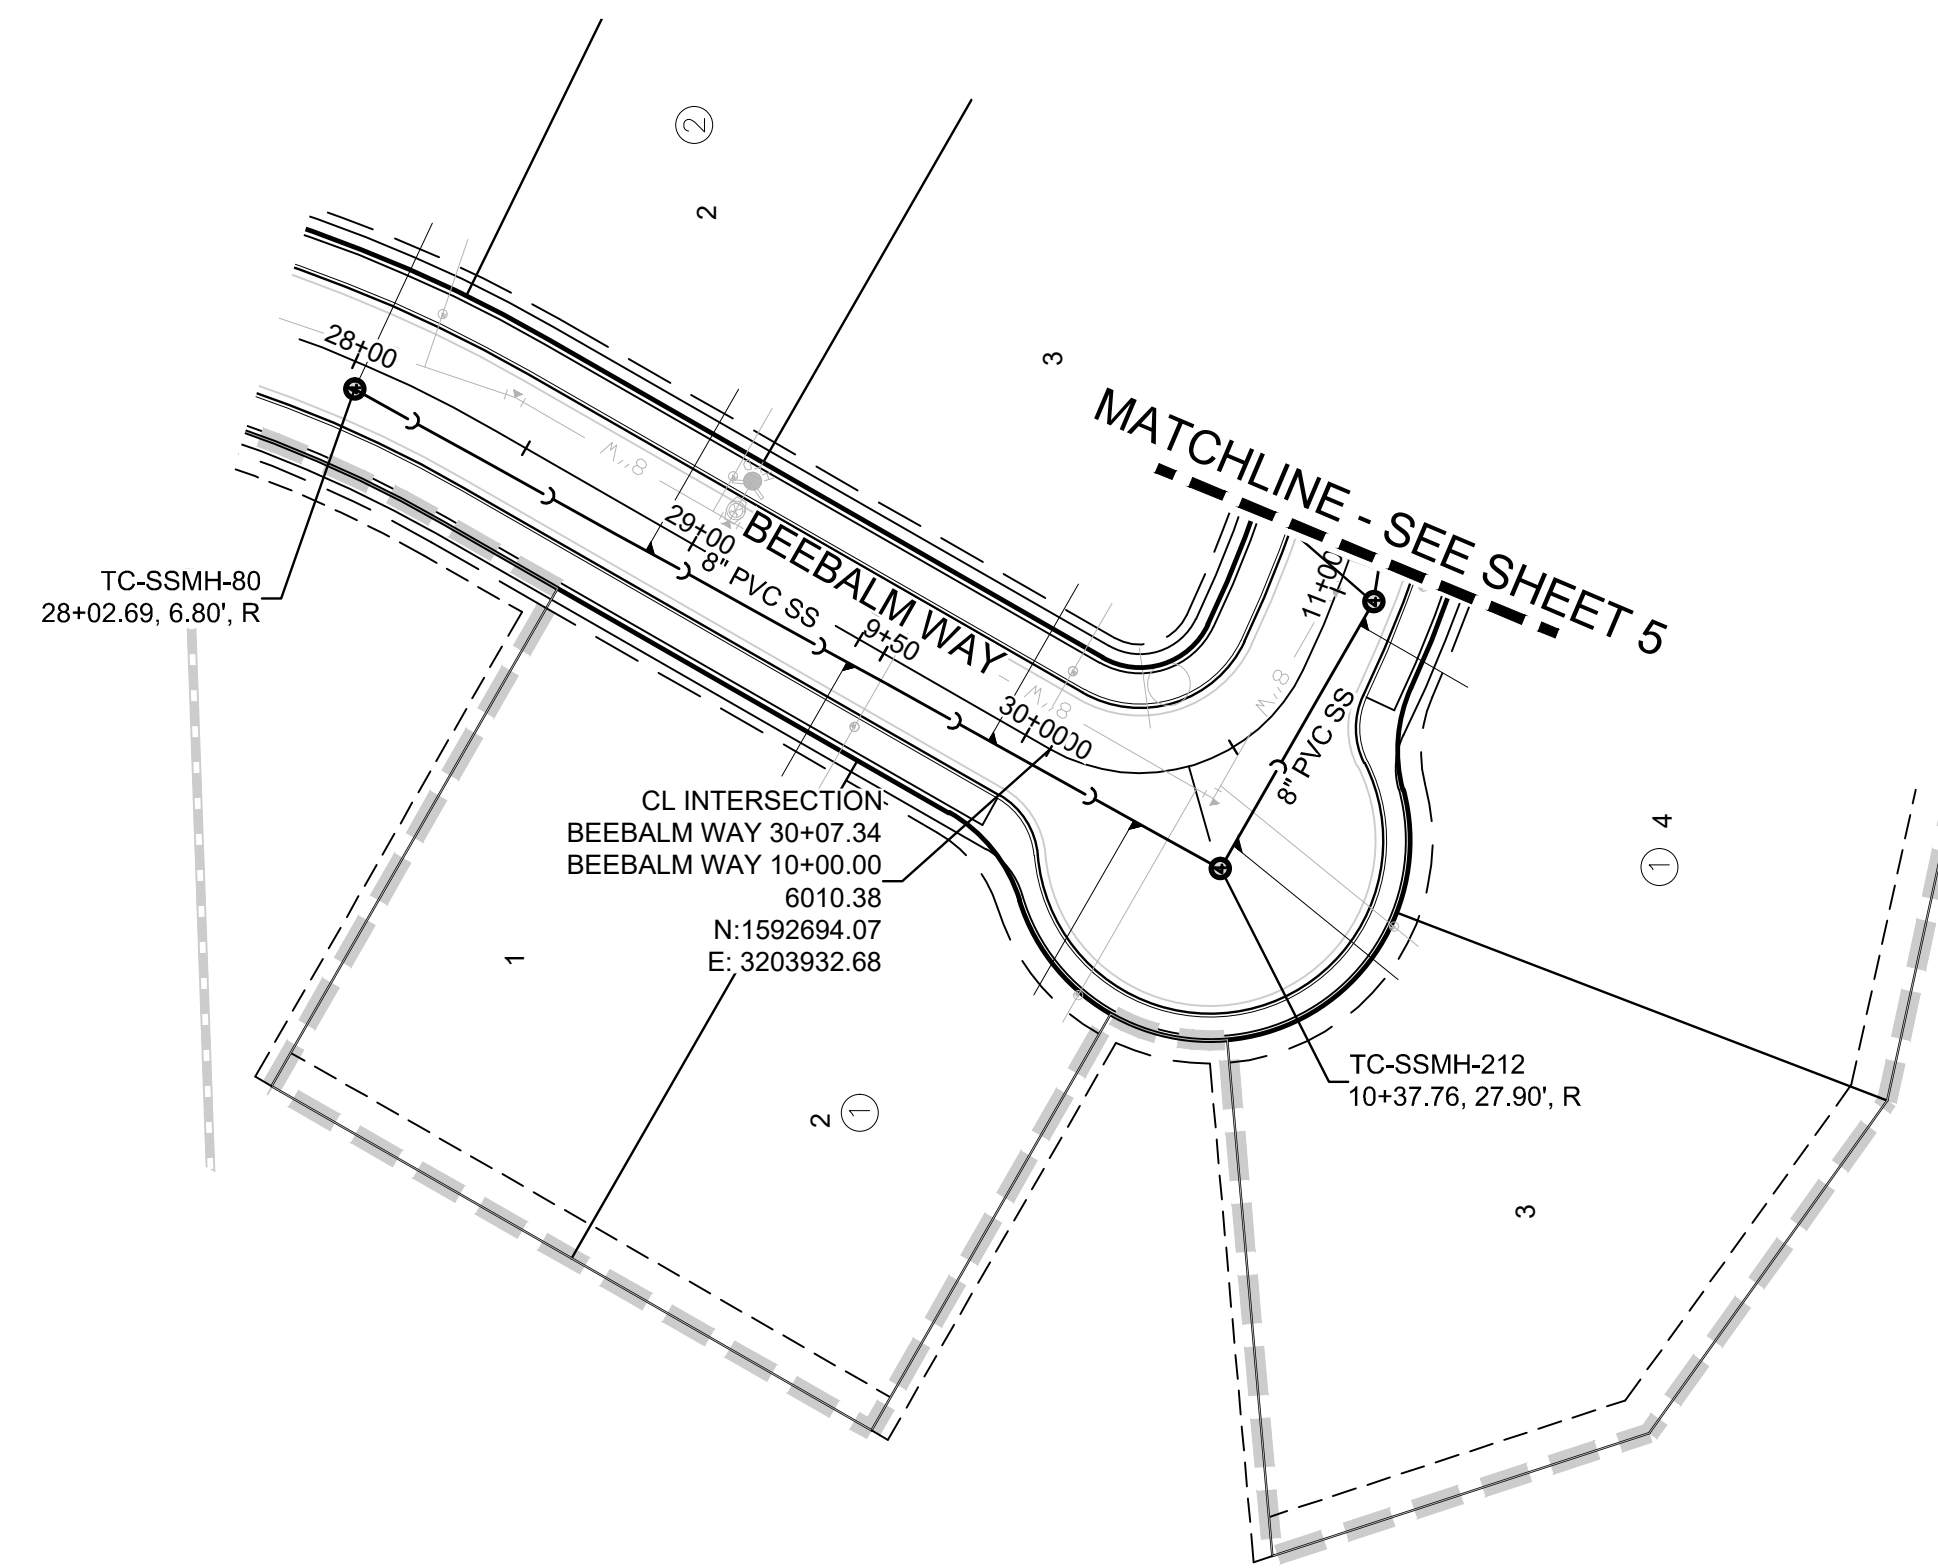 2
2
28+00
3
MATCHLINE - SEE SHEET 5
8"W
29+00
BEEBALM WAY
8" PVC SS
9+50
11+00
TC-SSMH-80
28+02.69, 6.80', R
8"W
8"W
30+00
8" PVC SS
CL INTERSECTION
BEEBALM WAY 30+07.34
BEEBALM WAY 10+00.00
6010.38
N:1592694.07
E: 3203932.68
4
1
1
TC-SSMH-212
10+37.76, 27.90', R
2
1
3